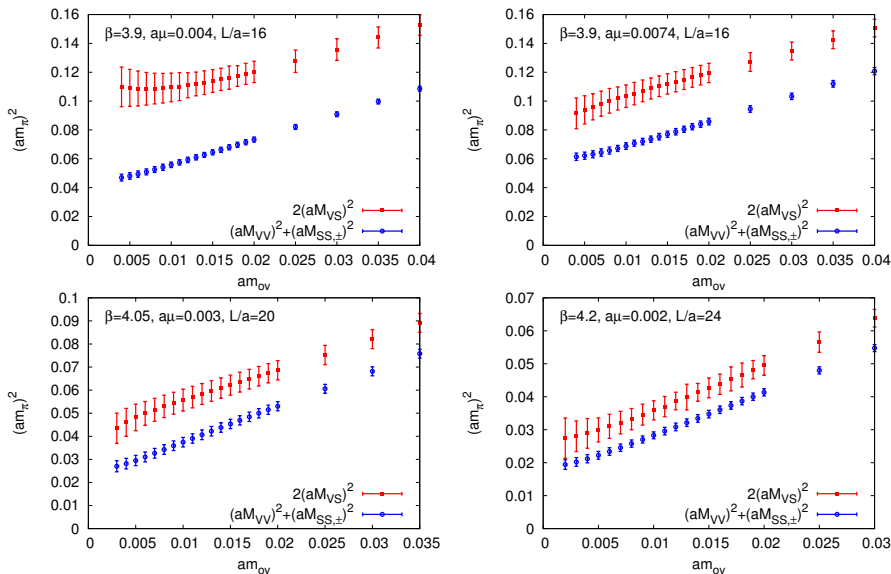 β=3.9, aμ=0.004, L/a=16
(am_π)^2
0.16
0.14
0.12
0.1
0.08
0.06
0.04
0.02
0
2(aM_VS)^2
(aM_VV)^2+(aM_SS,±)^2
0 0.005 0.01 0.015 0.02 0.025 0.03 0.035 0.04
am_ov
β=3.9, aμ=0.0074, L/a=16
(am_π)^2
0.16
0.14
0.12
0.1
0.08
0.06
0.04
0.02
0
2(aM_VS)^2
(aM_VV)^2+(aM_SS,±)^2
0 0.005 0.01 0.015 0.02 0.025 0.03 0.035 0.04
am_ov
β=4.05, aμ=0.003, L/a=20
(am_π)^2
0.1
0.09
0.08
0.07
0.06
0.05
0.04
0.03
0.02
0.01
0
2(aM_VS)^2
(aM_VV)^2+(aM_SS,±)^2
0 0.005 0.01 0.015 0.02 0.025 0.03 0.035
am_ov
β=4.2, aμ=0.002, L/a=24
(am_π)^2
0.07
0.06
0.05
0.04
0.03
0.02
0.01
0
2(aM_VS)^2
(aM_VV)^2+(aM_SS,±)^2
0 0.005 0.01 0.015 0.02 0.025 0.03
am_ov